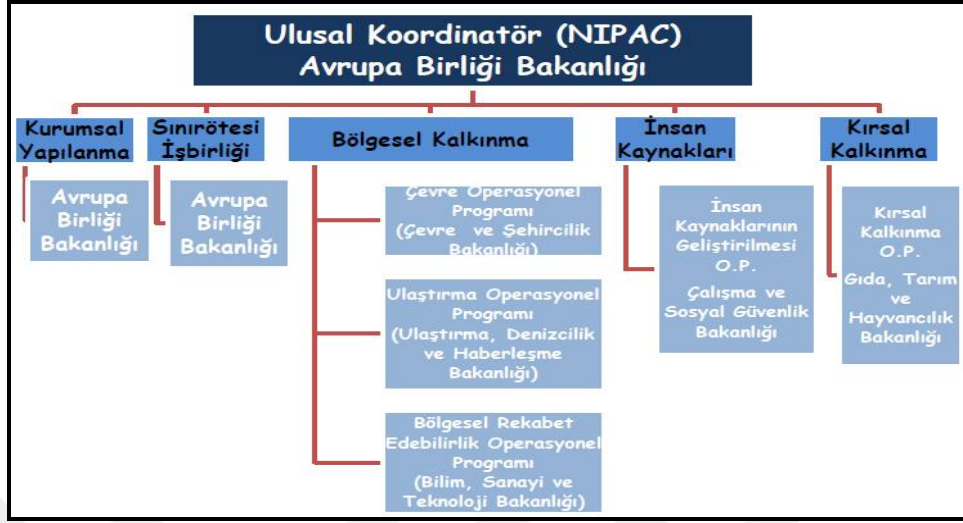 Ulusal Koordinatör (NIPAC)
Avrupa Birliği Bakanlığı
Kurumsal
Yapılanma
Avrupa
Birliği
Bakanlığı
Sınırötesi
İşbirliği
Avrupa
Birliği
Bakanlığı
Bölgesel Kalkınma
Çevre Operasyonel
Programı
(Çevre ve Şehircilik
Bakanlığı)
Ulaştırma Operasyonel
Programı
(Ulaştırma, Denizcilik
ve Haberleşme
Bakanlığı)
Bölgesel Rekabet
Edebilirlik Operasyonel
Programı
(Bilim, Sanayi ve
Teknoloji Bakanlığı)
İnsan
Kaynakları
İnsan
Kaynaklarının
Geliştirilmesi
O.P.
Çalışma ve
Sosyal Güvenlik
Bakanlığı
Kırsal
Kalkınma
Kırsal
Kalkınma
O.P.
Gıda, Tarım
ve
Hayvancılık
Bakanlığı